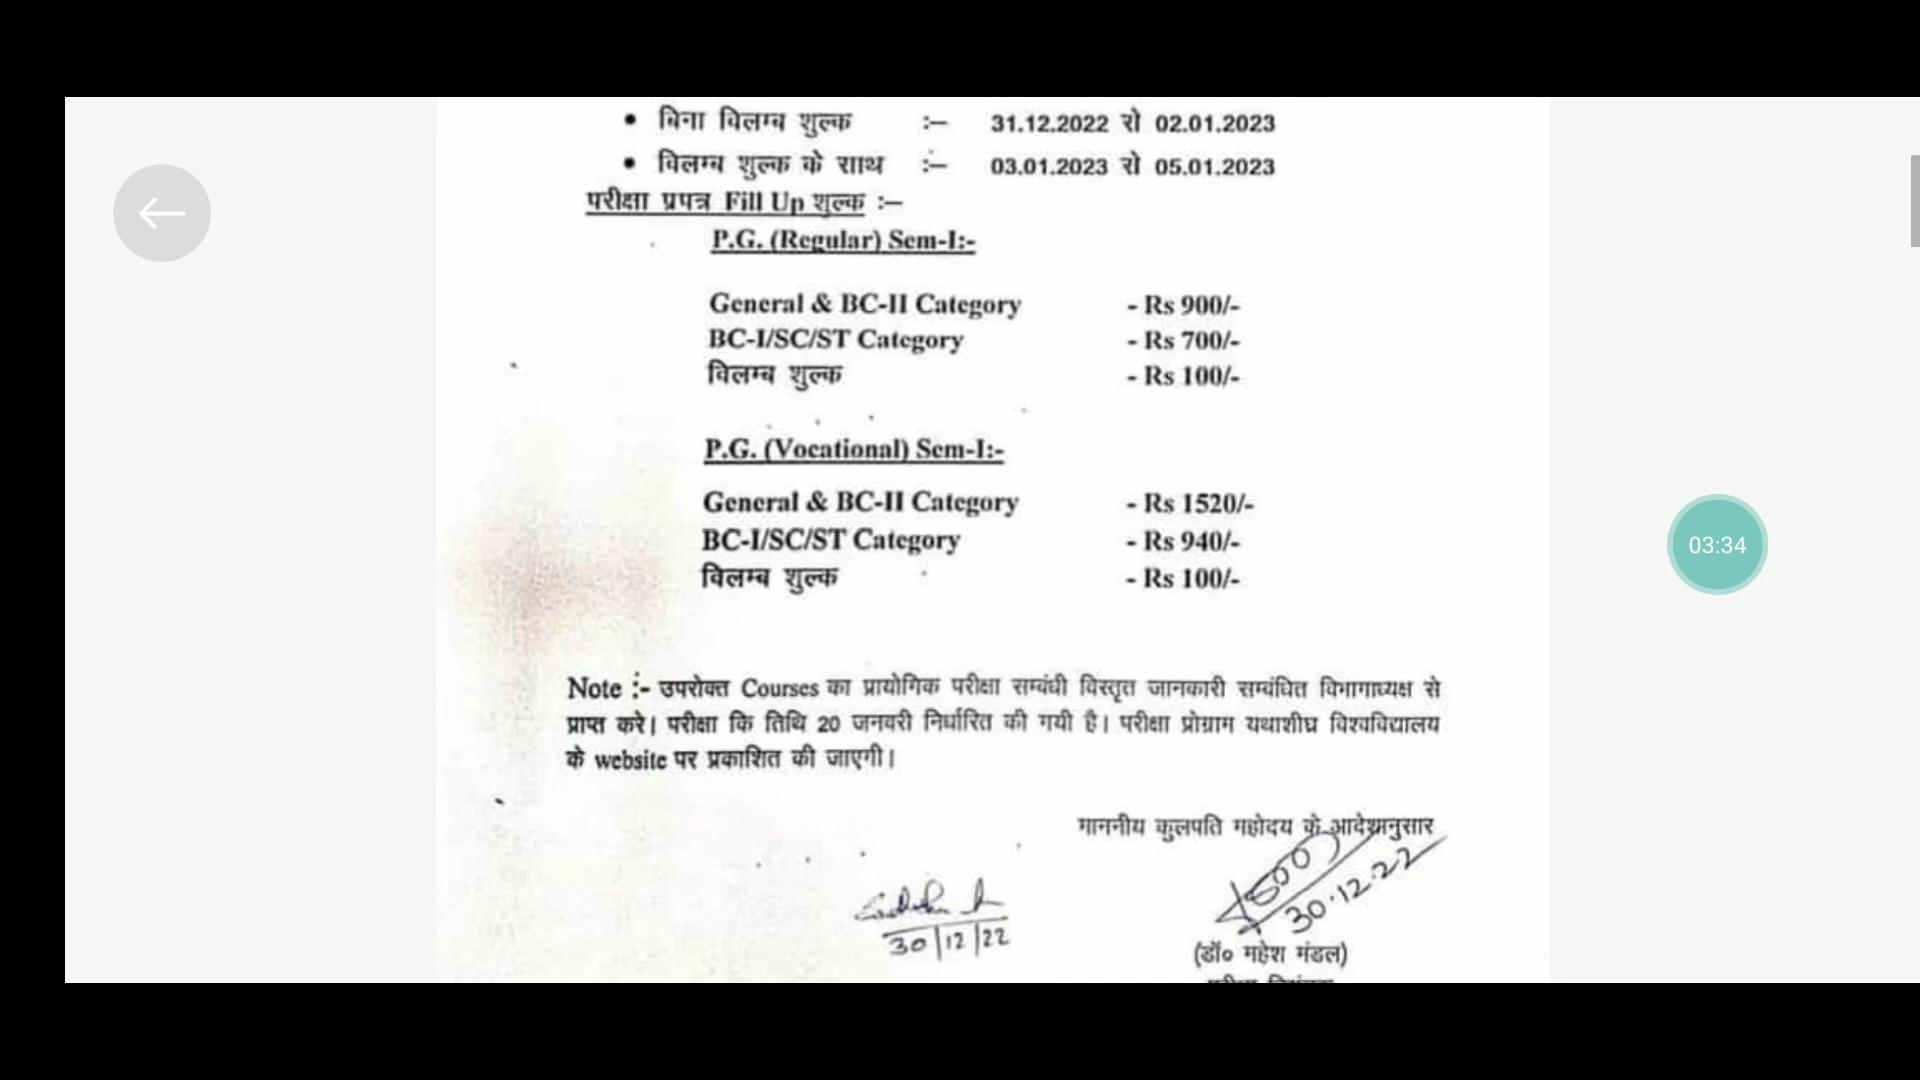 • बिना विलम्ब शुल्क :– 31.12.2022 से 02.01.2023
• विलम्ब शुल्क के साथ :– 03.01.2023 से 05.01.2023
परीक्षा प्रपत्र Fill Up शुल्क :–
P.G. (Regular) Sem-I:-
General & BC-II Category - Rs 900/-
BC-I/SC/ST Category - Rs 700/-
विलम्ब शुल्क - Rs 100/-
P.G. (Vocational) Sem-I:-
General & BC-II Category - Rs 1520/-
BC-I/SC/ST Category - Rs 940/-
विलम्ब शुल्क - Rs 100/-
03:34
Note :- उपरोक्त Courses का प्रायोगिक परीक्षा सम्बंधी विस्तृत जानकारी सम्बंधित विभागाध्यक्ष से
प्राप्त करे। परीक्षा कि तिथि 20 जनवरी निर्धारित की गयी है। परीक्षा प्रोग्राम यथाशीघ्र विश्वविद्यालय
के website पर प्रकाशित की जाएगी।
माननीय कुलपति महोदय के आदेशानुसार
30.12.22
30/12/22
(डॉ० महेश मंडल)